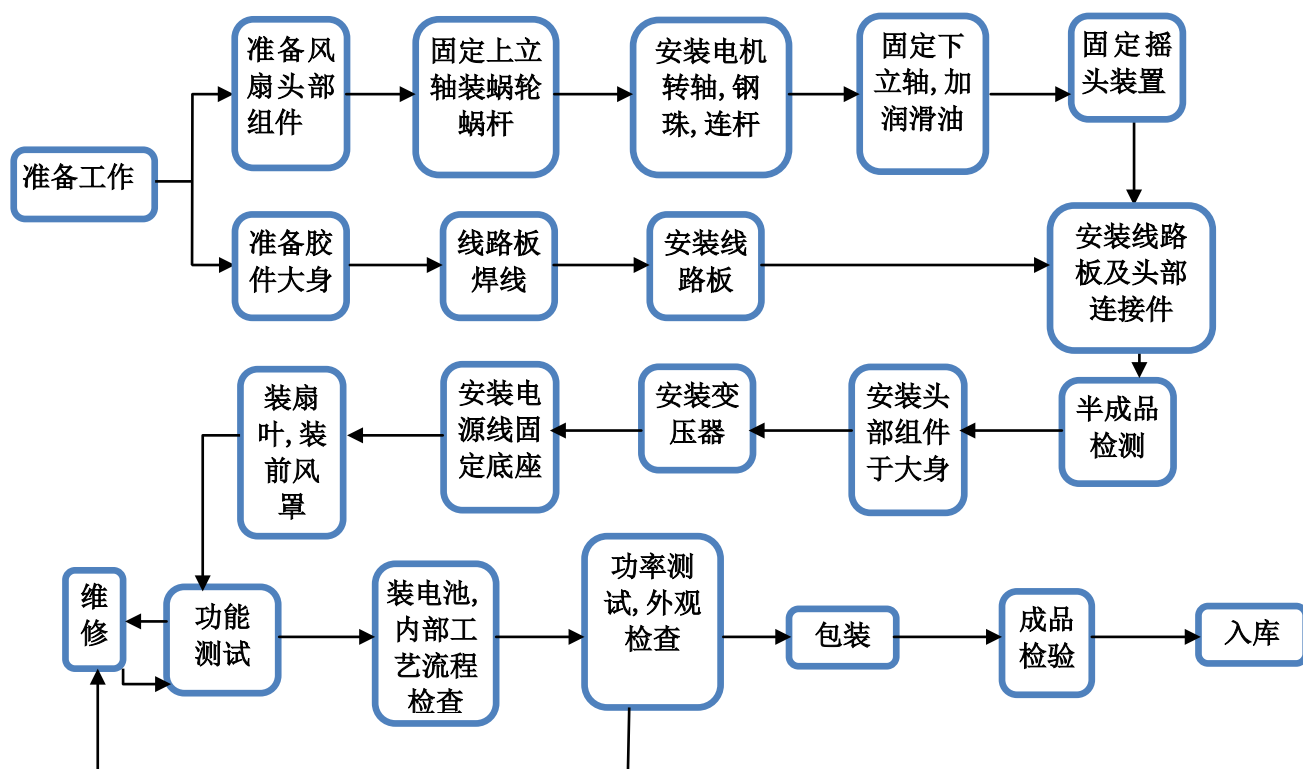 准备风
扇头部
组件
固定上立
轴装蜗轮
蜗杆
安装电机
转轴,钢
珠,连杆
固定下
立轴,加
润滑油
固定摇
头装置
准备工作
准备胶
件大身
线路板
焊线
安装线
路板
安装线路
板及头部
连接件
装扇
叶,装
前风
罩
安装电
源线固
定底座
安装变
压器
安装头
部组件
于大身
半成品
检测
维
修
功能
测试
装电池,
内部工
艺流程
检查
功率测
试,外观
检查
包装
成品
检验
入库